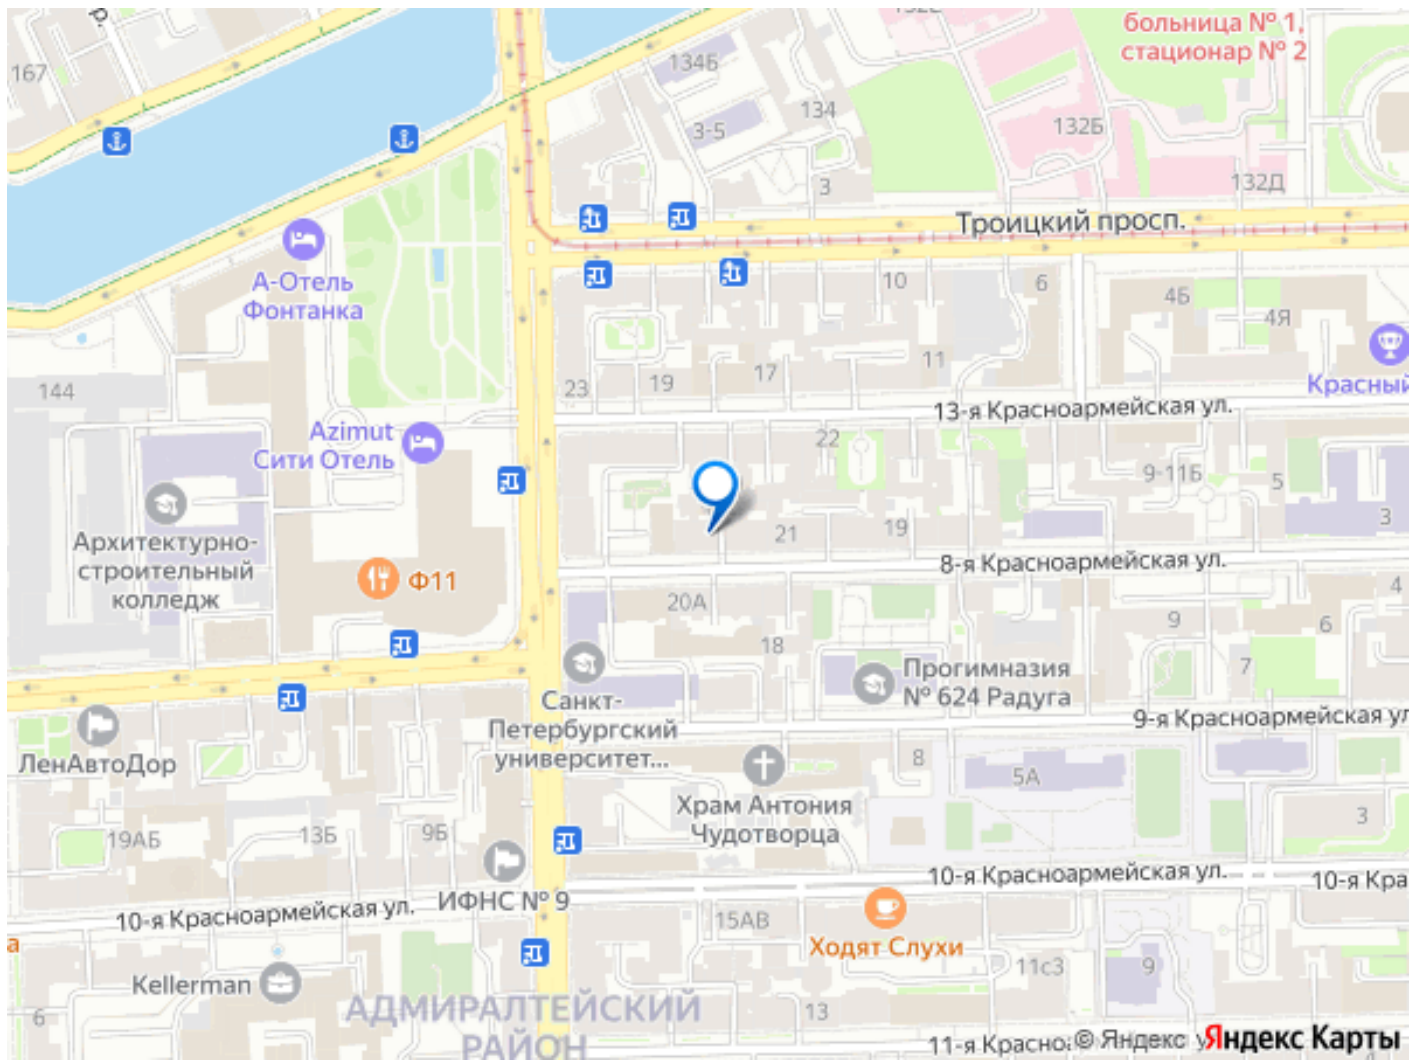 больница № 1,
стационар № 2
167
134Б
134
3-5
132Б
3
132Д
Троицкий просп.
А-Отель
Фонтанка
10
6
4Б
4Я
11
17
19
23
144
Красный
13-я Красноармейская ул.
Azimut
Сити Отель
22
9-11Б
5
3
21
19
Архитектурно-
строительный
колледж
Ф11
8-я Красноармейская ул.
20А
4
9
6
18
7
Прогимназия
№ 624 Радуга
Санкт-
Петербургский
университет...
9-я Красноармейская ул
ЛенАвтоДор
8
5А
Храм Антония
Чудотворца
3
19АБ
13Б
9Б
ИФНС № 9
10-я Красноармейская ул.
10-я Кра
10-я Красноармейская ул.
15АВ
Ходят Слухи
а
Kellerman
11с3
9
6
13
АДМИРАЛТЕЙСКИЙ
РАЙОН
11-я Красно
© Яндекс
Яндекс Карты